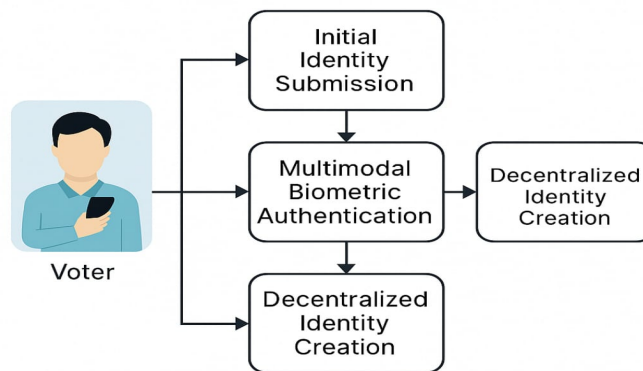 Initial
Identity
Submission
Multimodal
Biometric
Authentication
Decentralized
Identity
Creation
Voter
Decentralized
Identity
Creation